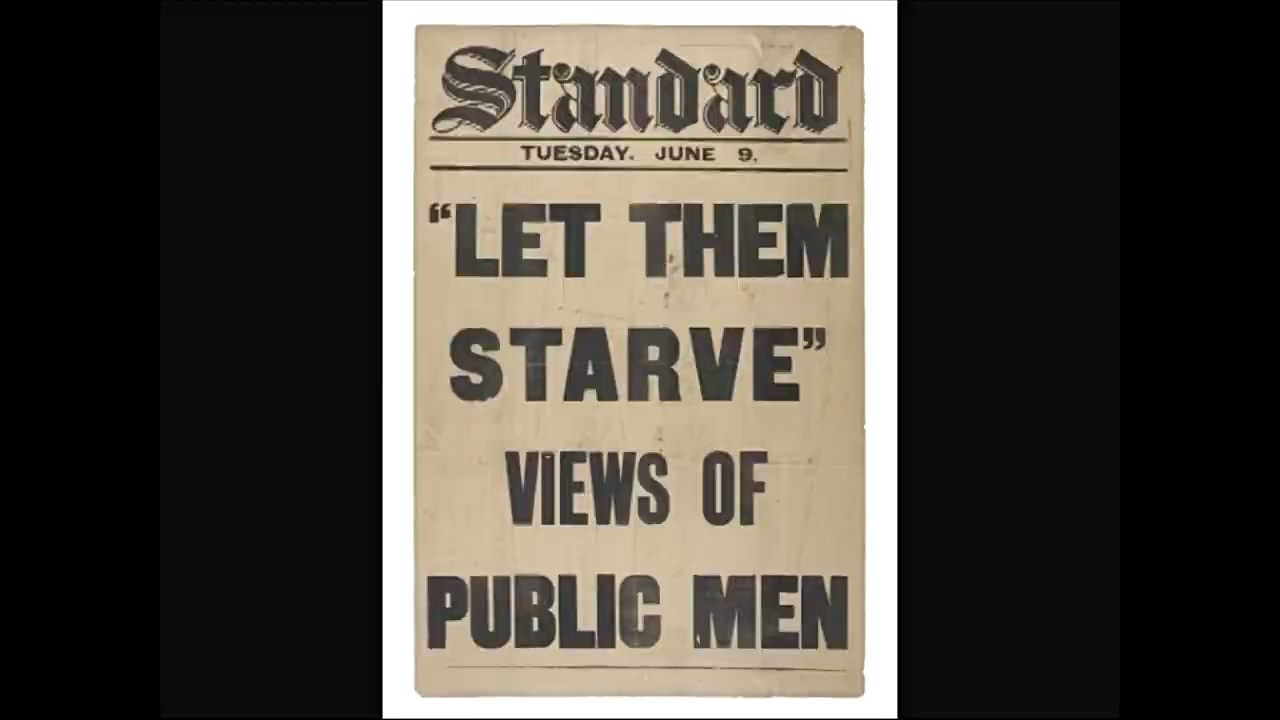 Standard
TUESDAY. JUNE 9.
“LET THEM
STARVE”
VIEWS OF
PUBLIC MEN